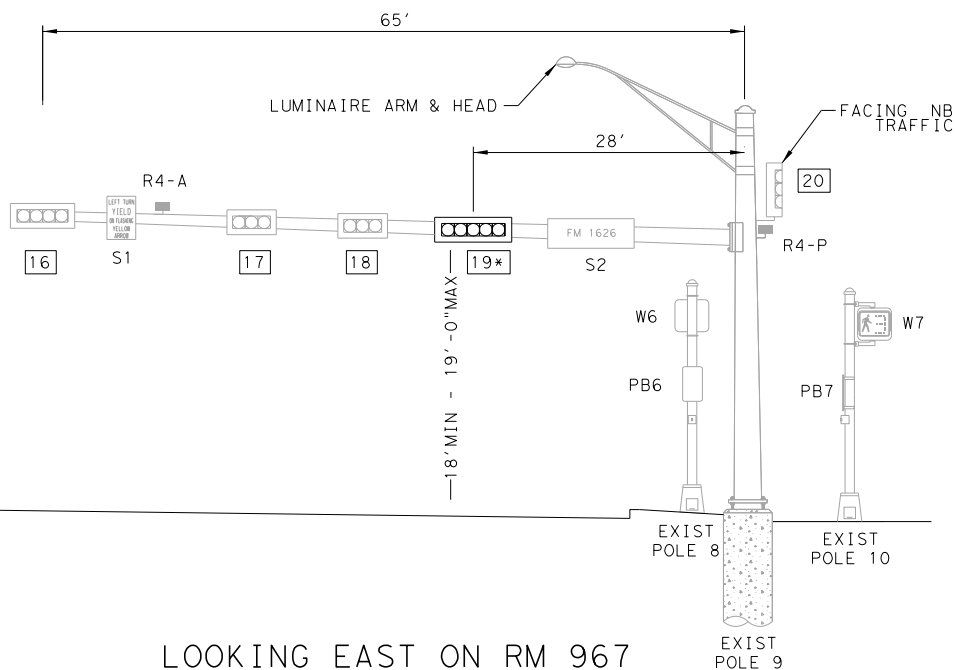 65'
LUMINAIRE ARM & HEAD
FACING NB
TRAFFIC
28'
R4-A
20
LEFT TURN
YIELD
ON FLASHING
YELLOW
ARROW
FM 1626
R4-P
16
S1
17
18
19*
S2
18'MIN - 19'-0"MAX
W6
W7
PB6
PB7
EXIST
POLE 8
EXIST
POLE 10
EXIST
POLE 9
LOOKING EAST ON RM 967